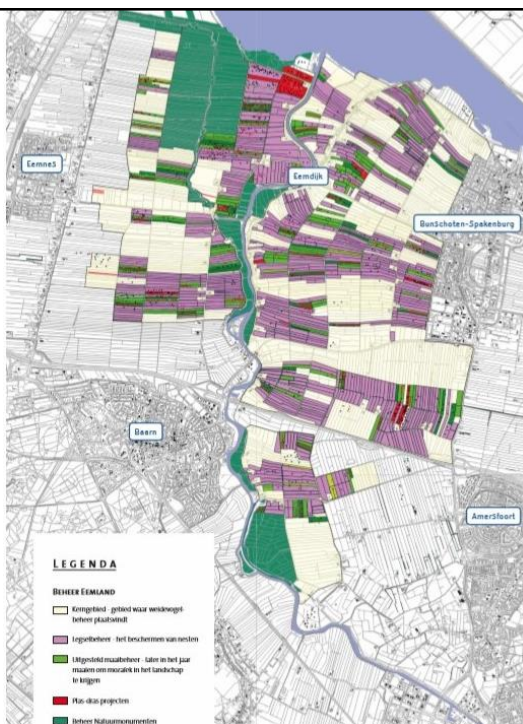 Eemnes
Eemdijk
Bunschoten-Spakenburg
Baarn
Amersfoort
LEGENDA
BEHEER EEMLAND
Kerngebied - gebied waar weidevogel-
beheer plaatsvindt
Legselbeheer - het beschermen van nesten
Uitgesteld maaibeheer - later in het jaar
maaien om mozaïek in het landschap
te krijgen
Plas-dras projecten
Beheer Natuurmonumenten